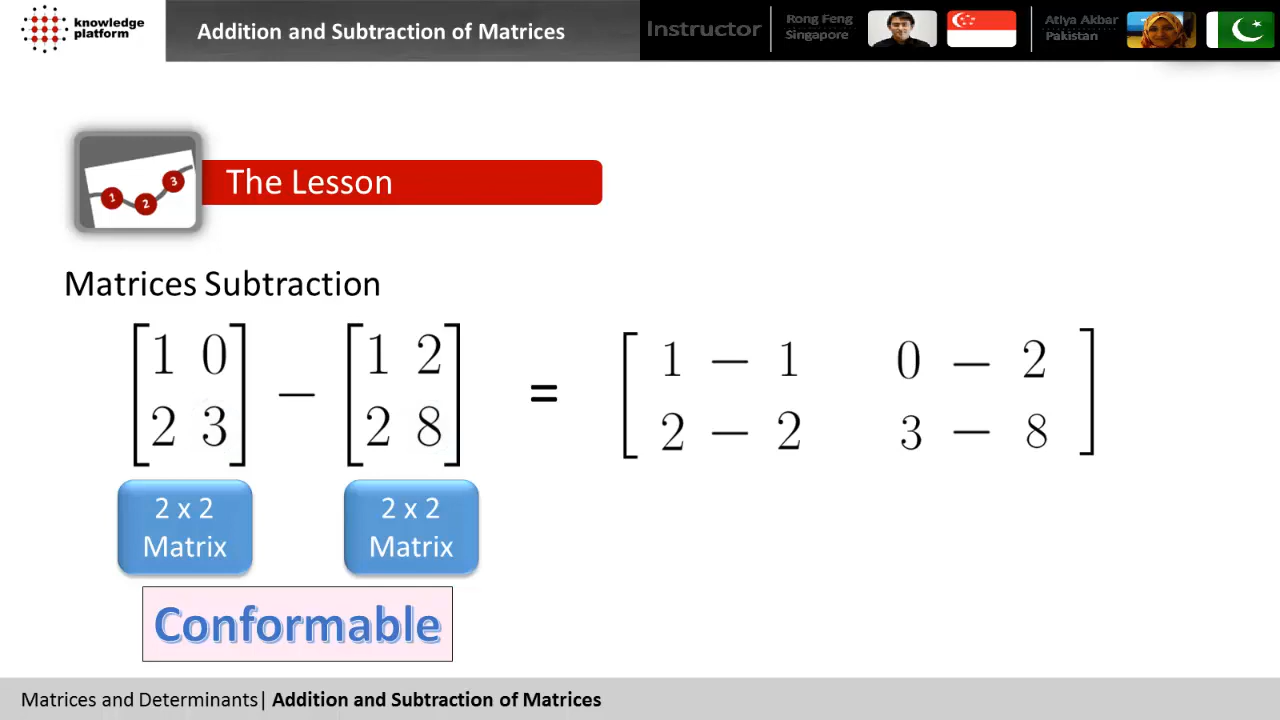 knowledge
platform
Addition and Subtraction of Matrices
Instructor
Rong Feng
Singapore
Atiya Akbar
Pakistan
1 2 3
The Lesson
Matrices Subtraction
[1 0] − [1 2] = [1 − 1 0 − 2]
[2 3] [2 8] [2 − 2 3 − 8]
2 x 2
Matrix
2 x 2
Matrix
Conformable
Matrices and Determinants| Addition and Subtraction of Matrices